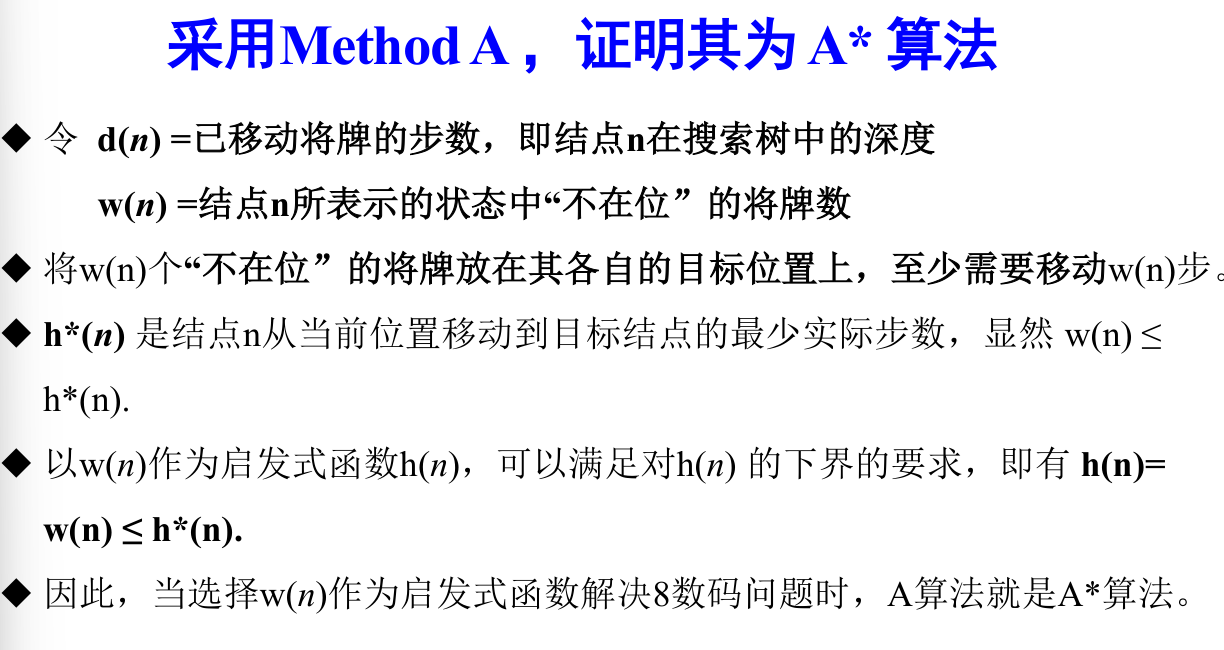 采用Method A ，证明其为 A* 算法
◆ 令 d(n) =已移动将牌的步数，即结点n在搜索树中的深度
w(n) =结点n所表示的状态中“不在位”的将牌数
◆ 将w(n)个“不在位”的将牌放在其各自的目标位置上，至少需要移动w(n)步。
◆ h*(n) 是结点n从当前位置移动到目标结点的最少实际步数，显然 w(n) ≤
h*(n).
◆ 以w(n)作为启发式函数h(n)，可以满足对h(n) 的下界的要求，即有 h(n)=
w(n) ≤ h*(n).
◆ 因此，当选择w(n)作为启发式函数解决8数码问题时，A算法就是A*算法。